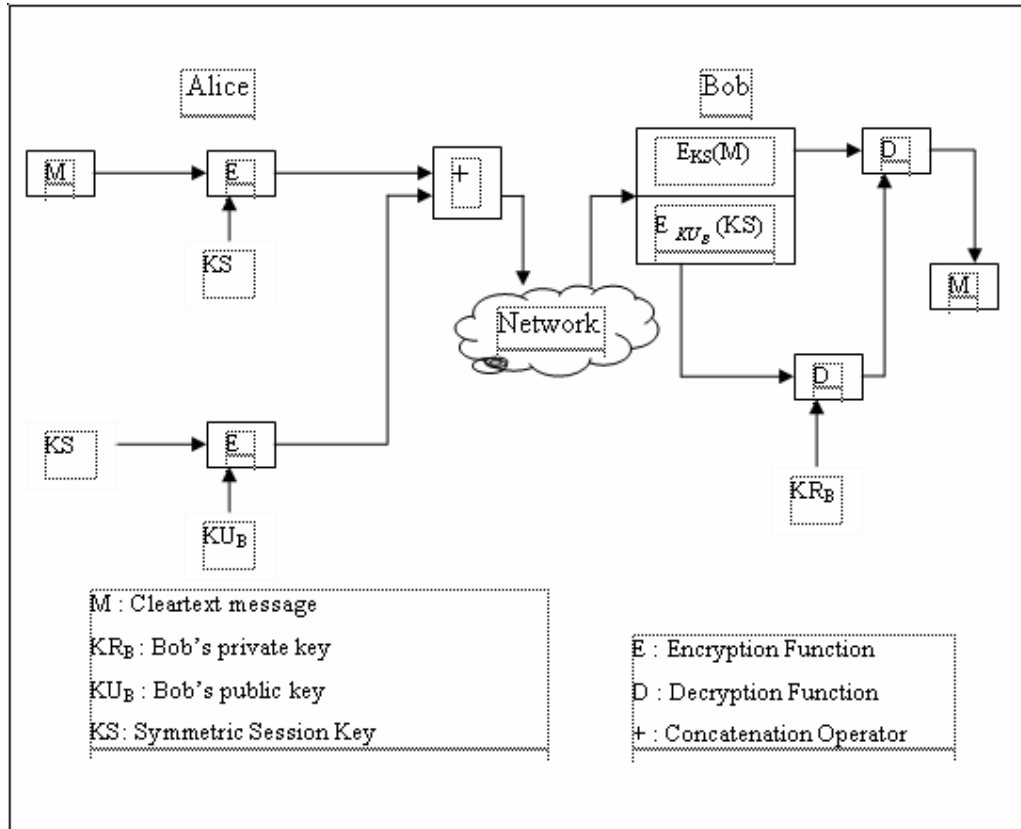 Alice
Bob
M
E
+
E_KS(M)
D
KS
E KU_B (KS)
M
Network
D
KS
E
KR_B
KU_B
M : Cleartext message
KR_B : Bob's private key
KU_B : Bob's public key
KS: Symmetric Session Key
E : Encryption Function
D : Decryption Function
+ : Concatenation Operator